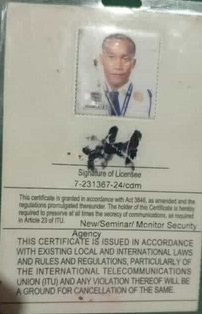 Signature of Licensee
7-231367-24/cdm
This certificate is granted in accordance with Act 3846, as amended and the
regulations promulgated thereunder. The holder of this Certificate is hereby
required to preserve at all times the secrecy of communications, as required in
Article 23 of ITU.
New/Seminar/ Monitor Security
Agency
THIS CERTIFICATE IS ISSUED IN ACCORDANCE
WITH EXISTING LOCAL AND INTERNATIONAL LAWS
AND RULES AND REGULATIONS, PARTICULARLY OF
THE INTERNATIONAL TELECOMMUNICATIONS
UNION (ITU) AND ANY VIOLATION THEREOF WILL BE
A GROUND FOR CANCELLATION OF THE SAME.